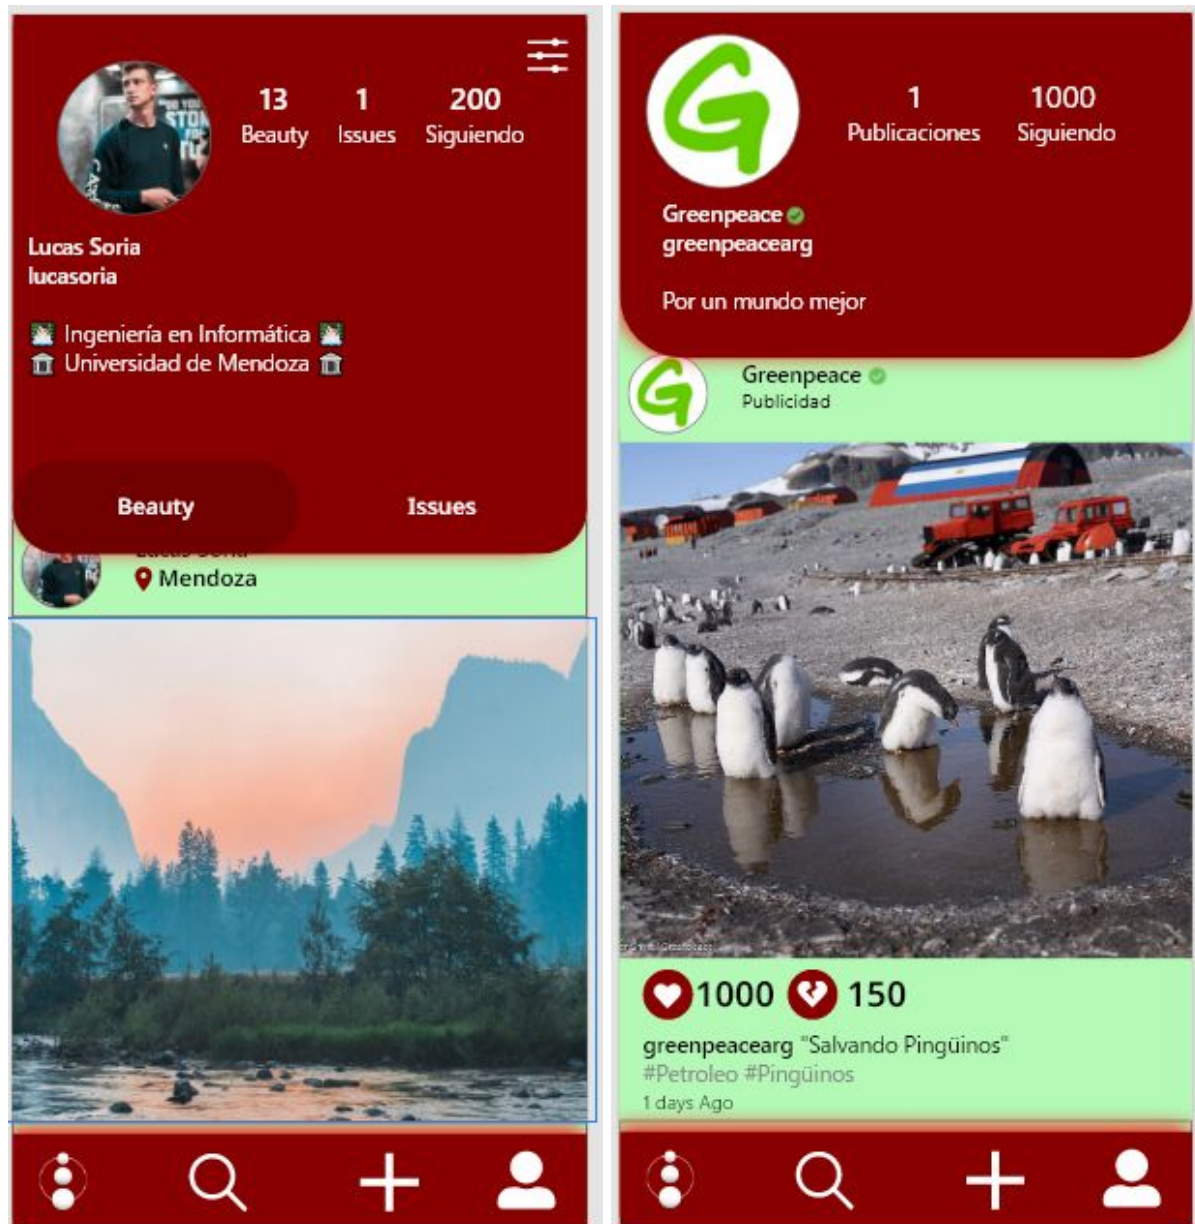 13 1 200
Beauty Issues Siguiendo
Lucas Soria
lucasoria
Ingeniería en Informática
Universidad de Mendoza
Beauty Issues
Mendoza
G
1 1000
Publicaciones Siguiendo
Greenpeace
greenpeacearg
Por un mundo mejor
G
Greenpeace
Publicidad
1000 150
greenpeacearg "Salvando Pingüinos"
#Petroleo #Pingüinos
1 days Ago